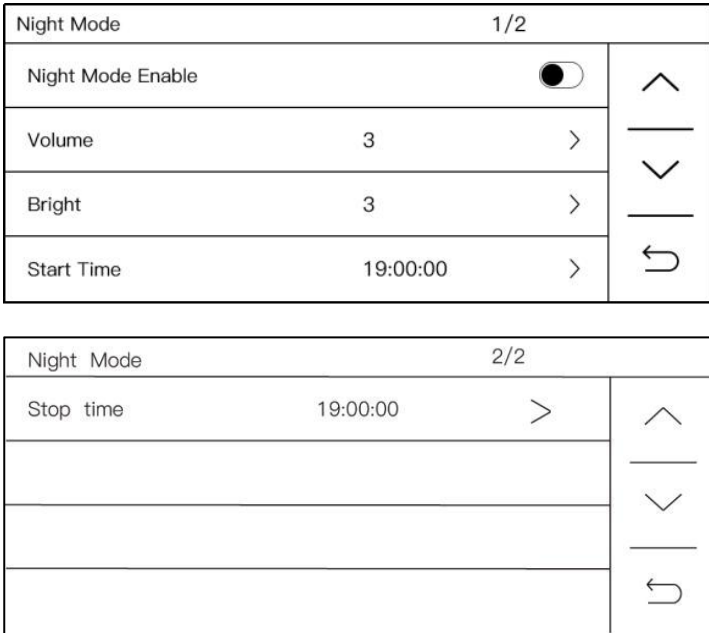 Night Mode 1/2
Night Mode Enable
Volume 3 >
Bright 3 >
Start Time 19:00:00 >
Night Mode 2/2
Stop time 19:00:00 >